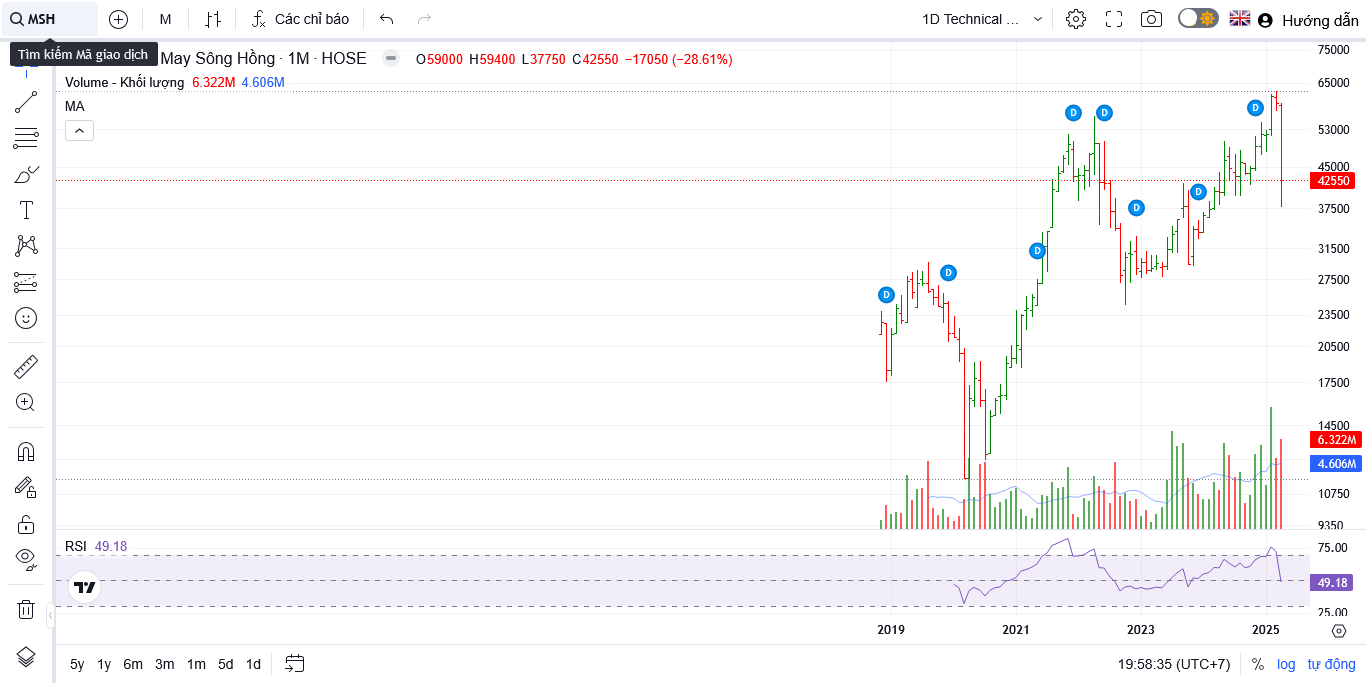 MSH
M
Các chỉ báo
1D Technical ...
Hướng dẫn
Tìm kiếm Mã giao dịch
May Sông Hồng · 1M · HOSE
O59000 H59400 L37750 C42550 −17050 (−28.61%)
Volume - Khối lượng 6.322M 4.606M
MA
75000
65000
53000
45000
42550
37500
31500
27500
23500
20500
17500
14500
6.322M
4.606M
10750
9350
D
D
D
D
D
D
D
D
RSI 49.18
75.00
49.18
25.00
2019
2021
2023
2025
5y 1y 6m 3m 1m 5d 1d
19:58:35 (UTC+7)
% log tự động